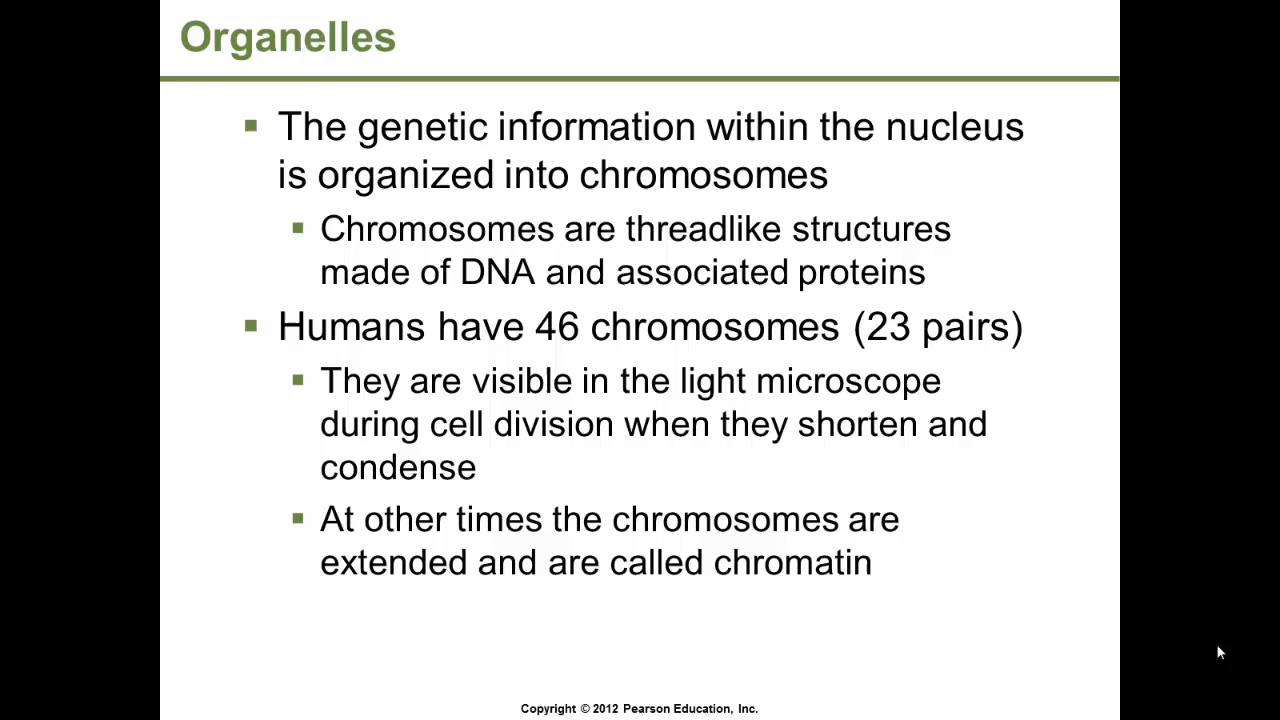 Organelles
▪ The genetic information within the nucleus
is organized into chromosomes
▪ Chromosomes are threadlike structures
made of DNA and associated proteins
▪ Humans have 46 chromosomes (23 pairs)
▪ They are visible in the light microscope
during cell division when they shorten and
condense
▪ At other times the chromosomes are
extended and are called chromatin
Copyright © 2012 Pearson Education, Inc.